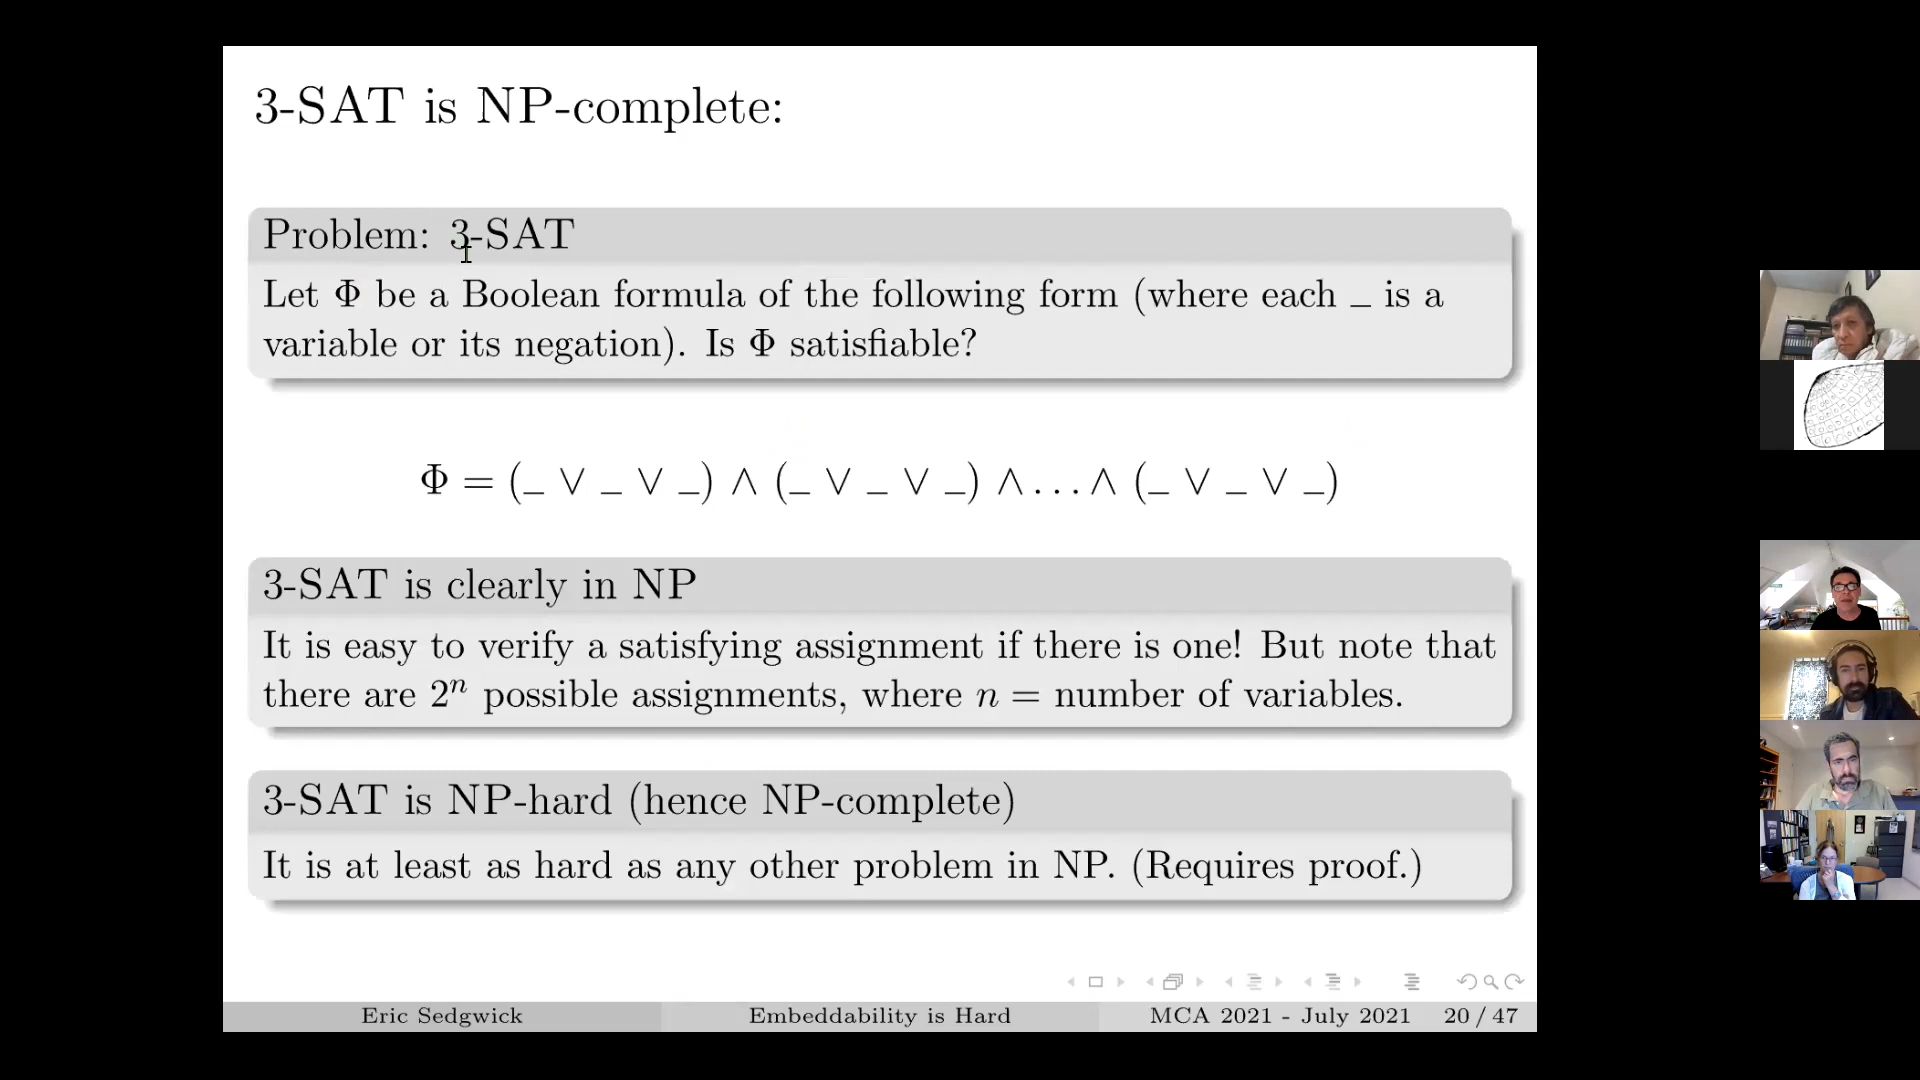 3-SAT is NP-complete:
Problem: 3-SAT
Let Φ be a Boolean formula of the following form (where each _ is a
variable or its negation). Is Φ satisfiable?
Φ = (_ ∨ _ ∨ _) ∧ (_ ∨ _ ∨ _) ∧ . . . ∧ (_ ∨ _ ∨ _)
3-SAT is clearly in NP
It is easy to verify a satisfying assignment if there is one! But note that
there are 2ⁿ possible assignments, where n = number of variables.
3-SAT is NP-hard (hence NP-complete)
It is at least as hard as any other problem in NP. (Requires proof.)
Eric Sedgwick Embeddability is Hard MCA 2021 - July 2021 20 / 47